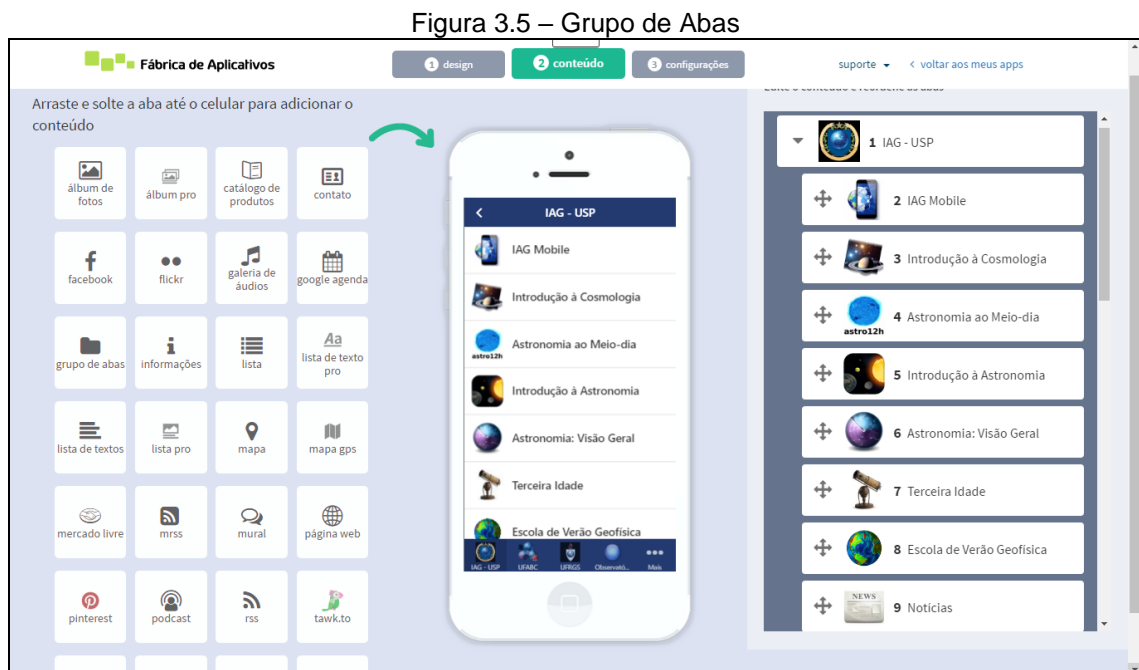 Figura 3.5 – Grupo de Abas
Fábrica de Aplicativos
1 design
2 conteúdo
3 configurações
suporte
< voltar aos meus apps
Arraste e solte a aba até o celular para adicionar o
conteúdo
álbum de
fotos
álbum pro
catálogo de
produtos
contato
facebook
flickr
galeria de
áudios
google agenda
grupo de abas
informações
lista
Aa
lista de texto
pro
lista de textos
lista pro
mapa
mapa gps
mercado livre
mrss
mural
página web
pinterest
podcast
rss
tawk.to
IAG - USP
IAG Mobile
Introdução à Cosmologia
astro12h
Astronomia ao Meio-dia
Introdução à Astronomia
Astronomia: Visão Geral
Terceira Idade
Escola de Verão Geofísica
IAG - USP
UFABC
UFRGS
Observató...
Mais
1 IAG - USP
2 IAG Mobile
3 Introdução à Cosmologia
astro12h
4 Astronomia ao Meio-dia
5 Introdução à Astronomia
6 Astronomia: Visão Geral
7 Terceira Idade
8 Escola de Verão Geofísica
NEWS
9 Notícias